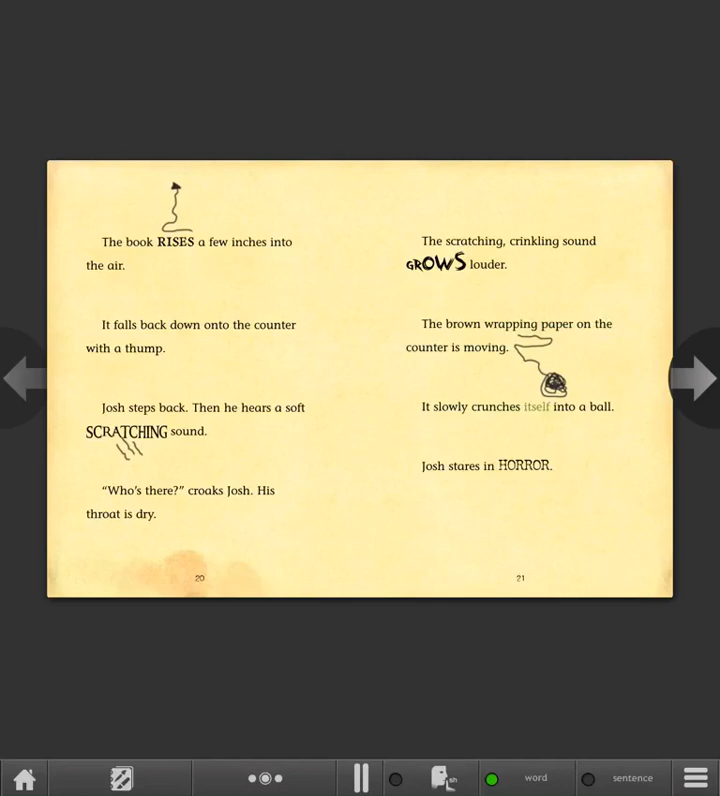 The book RISES a few inches into
the air.
It falls back down onto the counter
with a thump.
Josh steps back. Then he hears a soft
SCRATCHING sound.
“Who’s there?” croaks Josh. His
throat is dry.
20
The scratching, crinkling sound
GROWS louder.
The brown wrapping paper on the
counter is moving.
It slowly crunches itself into a ball.
Josh stares in HORROR.
21
sh
word
sentence